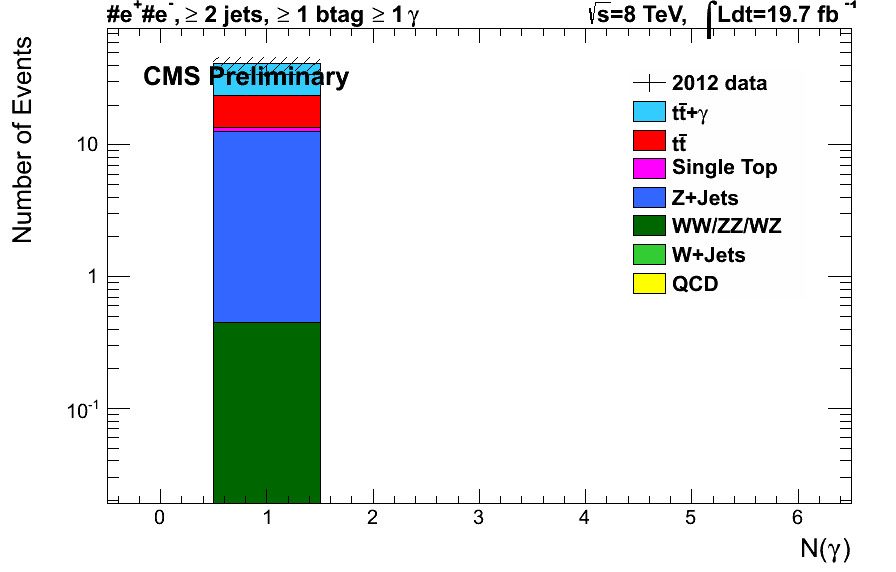 #e⁺#e⁻, ≥ 2 jets, ≥ 1 btag ≥ 1 γ
√s=8 TeV, ∫Ldt=19.7 fb⁻¹
Number of Events
CMS Preliminary
2012 data
tt̄+γ
tt̄
Single Top
Z+Jets
WW/ZZ/WZ
W+Jets
QCD
10
1
10⁻¹
0 1 2 3 4 5 6
N(γ)